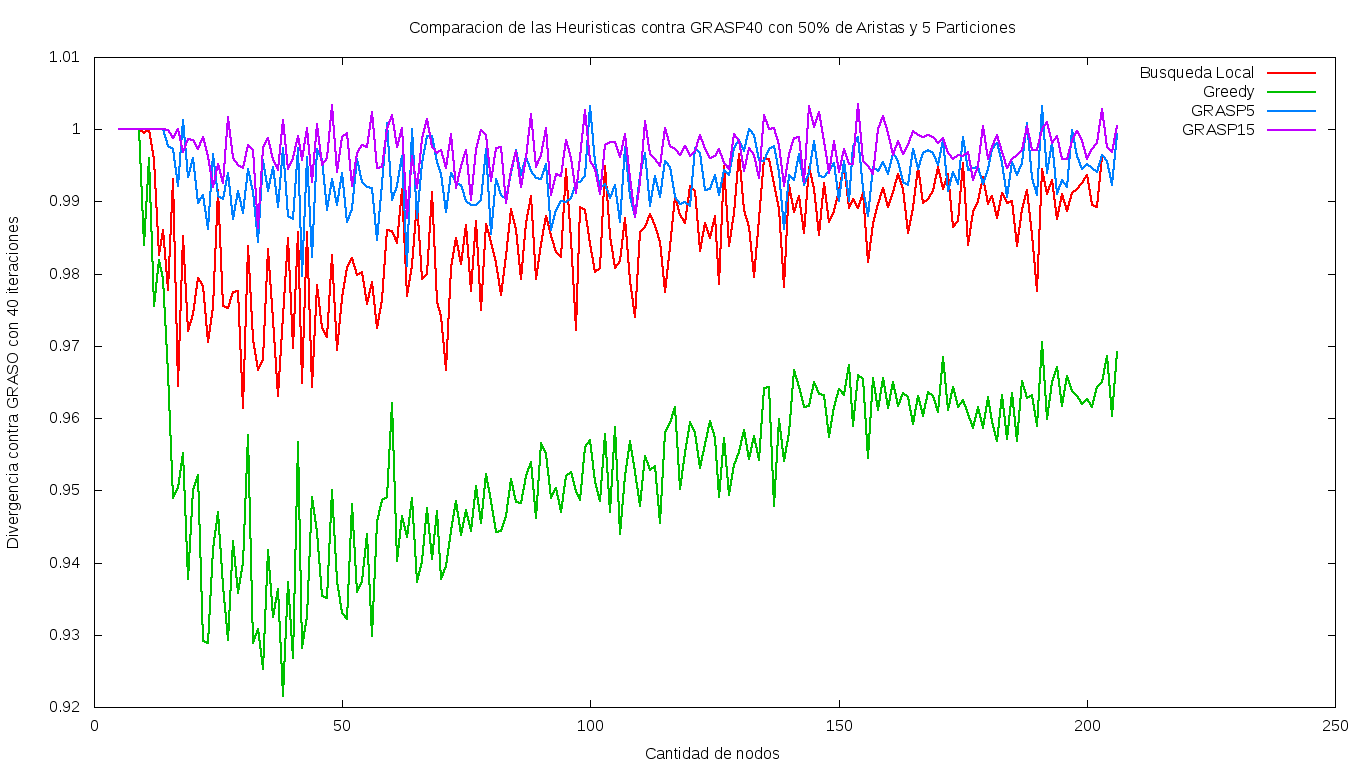 Comparacion de las Heuristicas contra GRASP40 con 50% de Aristas y 5 Particiones
1.01
1
0.99
0.98
0.97
0.96
0.95
0.94
0.93
0.92
0
50
100
150
200
250
Divergencia contra GRASO con 40 iteraciones
Cantidad de nodos
Busqueda Local
Greedy
GRASP5
GRASP15